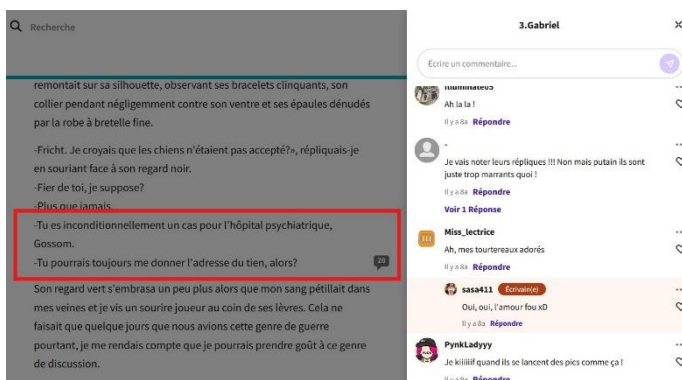 Recherche
remontait sur sa silhouette, observant ses bracelets clinquants, son
collier pendant négligemment contre son ventre et ses épaules dénudés
par la robe à bretelle fine.
-Fricht. Je croyais que les chiens n'étaient pas accepté?», répliquais-je
en souriant face à son regard noir.
-Fier de toi, je suppose?
-Plus que jamais.
-Tu es inconditionnellement un cas pour l'hôpital psychiatrique,
Gossom.
-Tu pourrais toujours me donner l'adresse du tien, alors?
20
Son regard vert s'embrasa un peu plus alors que mon sang pétillait dans
mes veines et je vis un sourire joueur au coin de ses lèvres. Cela ne
faisait que quelque jours que nous avions cette genre de guerre
pourtant, je me rendais compte que je pourrais prendre goût à ce genre
de discussion.
3.Gabriel
Écrire un commentaire...
Illuminate05
Ah la la !
Il y a 8a Répondre
-
Je vais noter leurs répliques !!! Non mais putain ils sont
juste trop marrants quoi !
Il y a 8a Répondre
Voir 1 Réponse
Miss_lectrice
Ah, mes tourtereaux adorés
Il y a 8a Répondre
sasa411 Écrivain(e)
Oui, oui, l'amour fou xD
Il y a 8a Répondre
PynkLadyyy
Je kiiiiiif quand ils se lancent des pics comme ça !
Il y a 8a Répondre